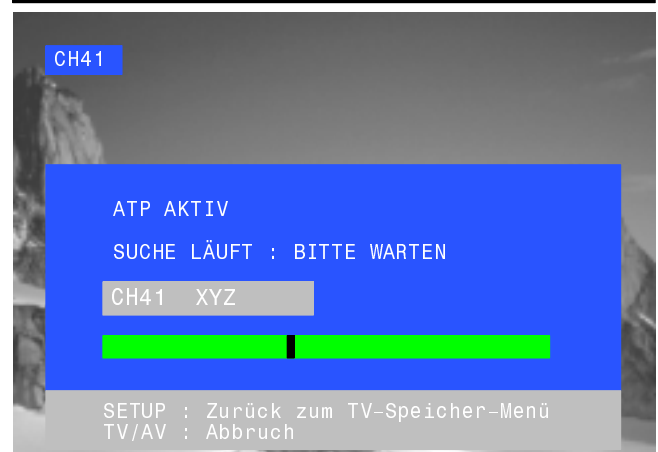 CH41
ATP AKTIV
SUCHE LÄUFT : BITTE WARTEN
CH41 XYZ
SETUP : Zurück zum TV-Speicher-Menü
TV/AV : Abbruch